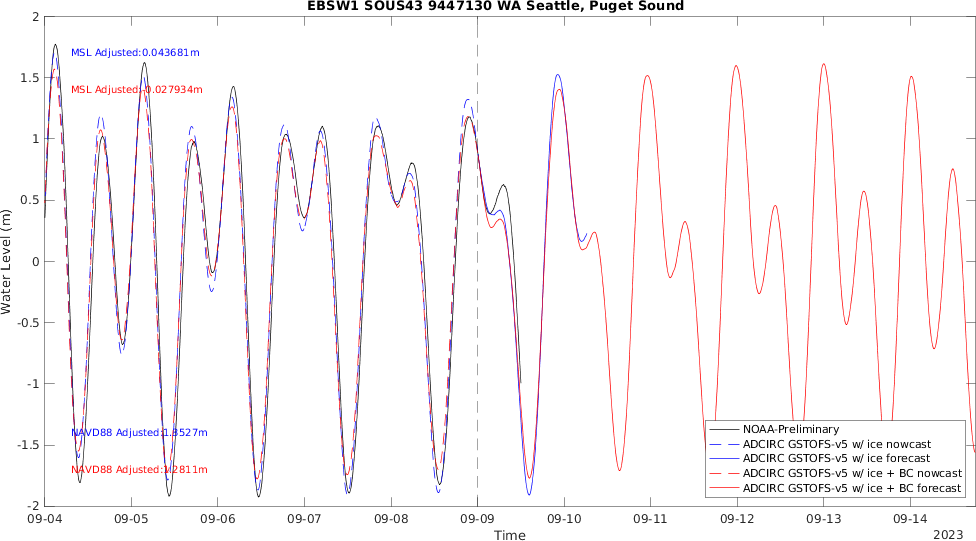 EBSW1 SOUS43 9447130 WA Seattle, Puget Sound
2
1.5
1
0.5
0
-0.5
-1
-1.5
-2
Water Level (m)
MSL Adjusted:0.043681m
MSL Adjusted:-0.027934m
NAVD88 Adjusted:1.3527m
NAVD88 Adjusted:1.2811m
NOAA-Preliminary
ADCIRC GSTOFS-v5 w/ ice nowcast
ADCIRC GSTOFS-v5 w/ ice forecast
ADCIRC GSTOFS-v5 w/ ice + BC nowcast
ADCIRC GSTOFS-v5 w/ ice + BC forecast
09-04 09-05 09-06 09-07 09-08 09-09 09-10 09-11 09-12 09-13 09-14
Time
2023